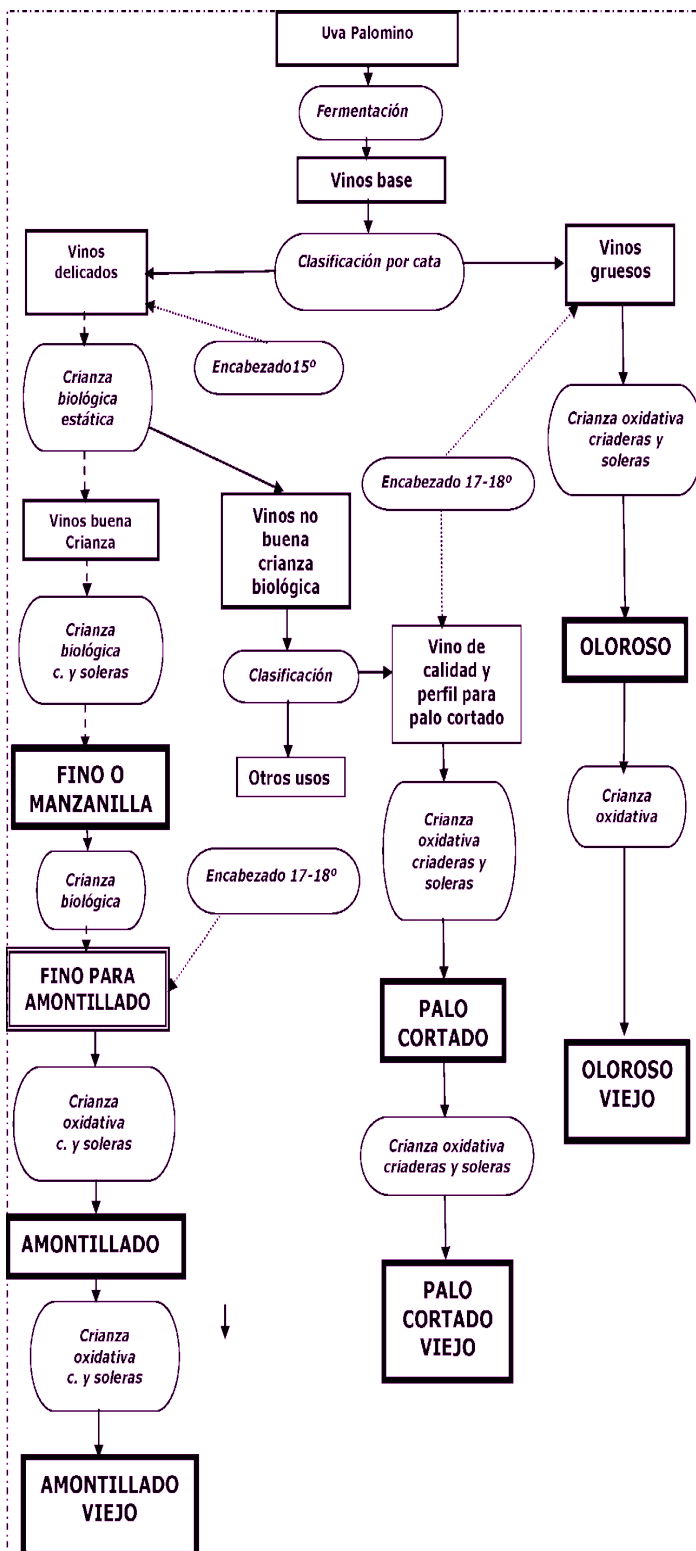 Uva Palomino
Fermentación
Vinos base
Clasificación por cata
Vinos
delicados
Vinos
gruesos
Encabezado15º
Crianza
biológica
estática
Crianza oxidativa
criaderas y
soleras
Encabezado 17-18º
Vinos buena
Crianza
Vinos no
buena
crianza
biológica
Crianza
biológica
c. y soleras
Clasificación
Vino de
calidad y
perfil para
palo cortado
OLOROSO
FINO O
MANZANILLA
Otros usos
Crianza
oxidativa
criaderas y
soleras
Crianza
oxidativa
Crianza
biológica
Encabezado 17-18º
FINO PARA
AMONTILLADO
PALO
CORTADO
OLOROSO
VIEJO
Crianza
oxidativa
c. y soleras
Crianza oxidativa
criaderas y soleras
AMONTILLADO
PALO
CORTADO
VIEJO
Crianza
oxidativa
c. y soleras
AMONTILLADO
VIEJO